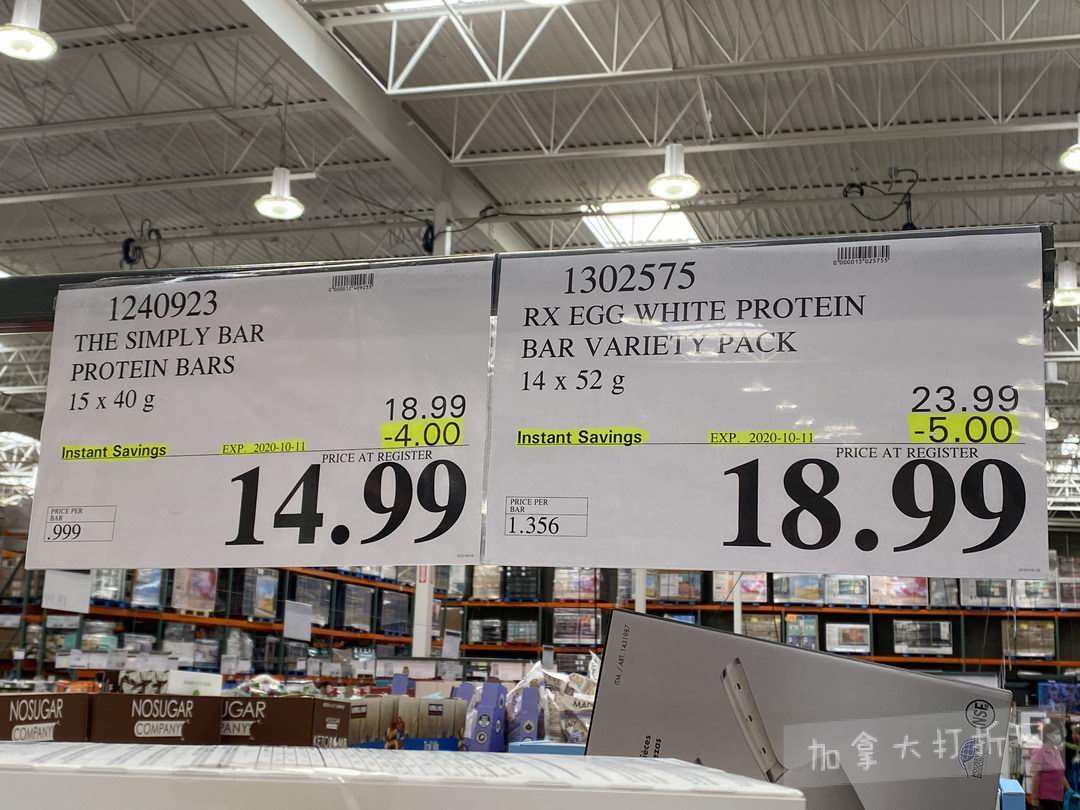 1240923
THE SIMPLY BAR
PROTEIN BARS
15 x 40 g
18.99
-4.00
Instant Savings
EXP. 2020-10-11
PRICE AT REGISTER
14.99
PRICE PER
BAR
.999
1302575
RX EGG WHITE PROTEIN
BAR VARIETY PACK
14 x 52 g
23.99
-5.00
Instant Savings
EXP. 2020-10-11
PRICE AT REGISTER
18.99
PRICE PER
BAR
1.356
ITM. / ART. 1431987
NOSUGAR
COMPANY
NOSUGAR
COMPANY
加拿大打折